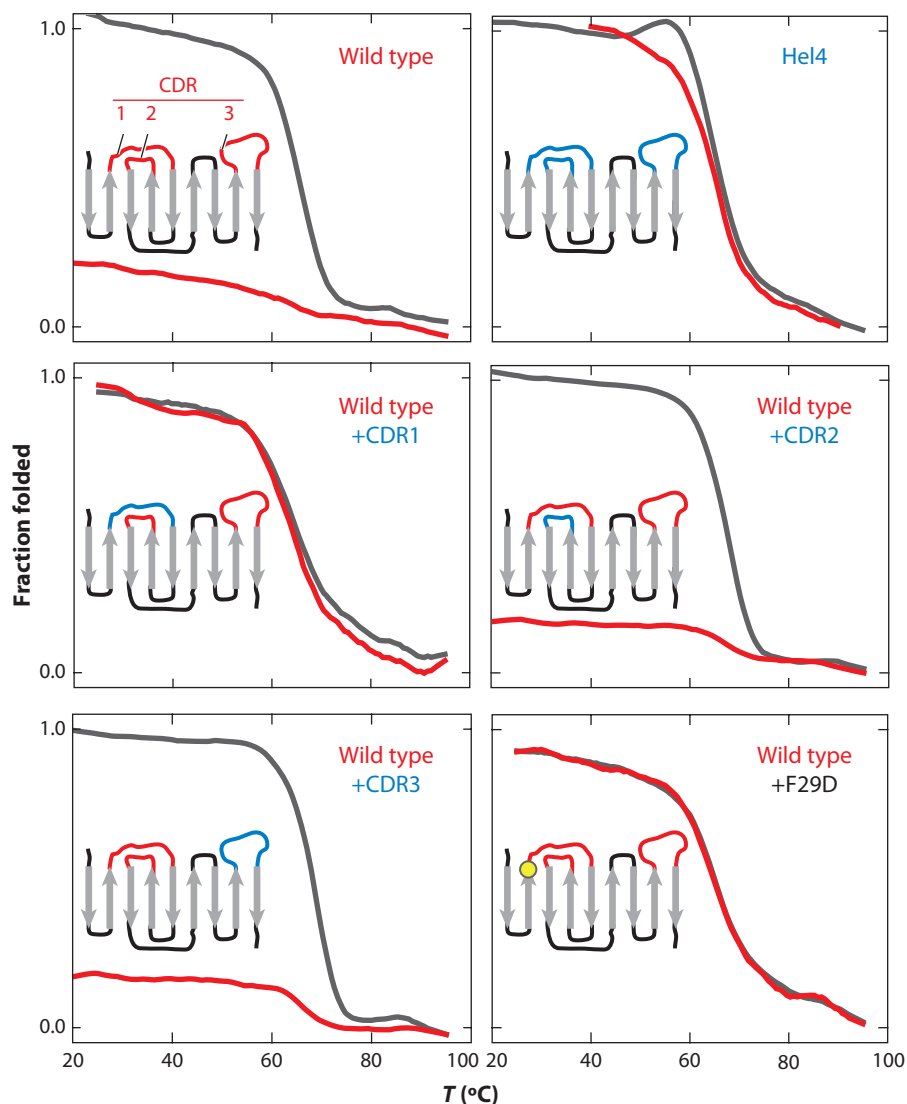 1.0
0.0
CDR
1 2 3
Wild type
Hel4
1.0
0.0
Fraction folded
Wild type
+CDR1
Wild type
+CDR2
1.0
0.0
Wild type
+CDR3
Wild type
+F29D
20 40 60 80 100
40 60 80 100
T (ºC)